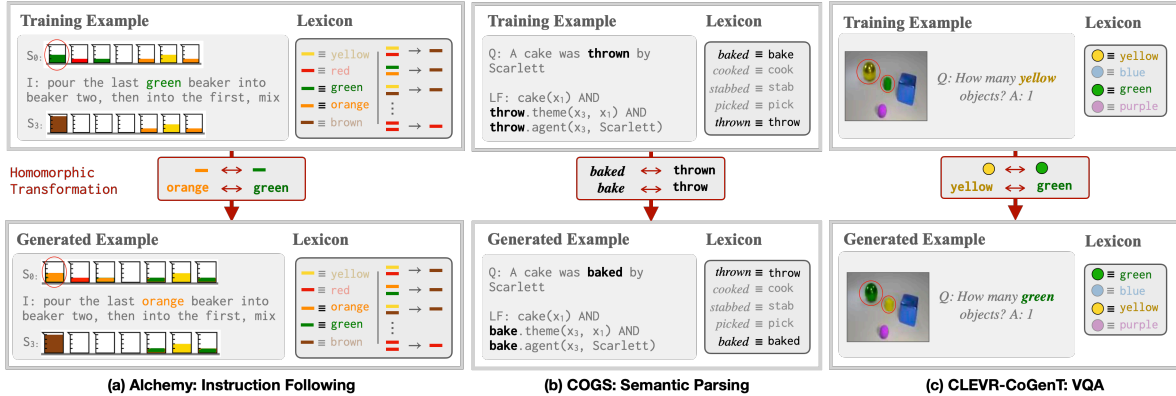 Training Example
Lexicon
S₀:
I: pour the last green beaker into
beaker two, then into the first, mix
S₃:
≡ yellow
≡ red
≡ green
≡ orange
≡ brown
→
→
→
⋮
→
Homomorphic
Transformation
↔
orange ↔ green
Generated Example
Lexicon
S₀:
I: pour the last orange beaker into
beaker two, then into the first, mix
S₃:
≡ yellow
≡ red
≡ orange
≡ green
≡ brown
→
→
→
⋮
→
(a) Alchemy: Instruction Following
Training Example
Lexicon
Q: A cake was thrown by
Scarlett
LF: cake(x₁) AND
throw.theme(x₃, x₁) AND
throw.agent(x₃, Scarlett)
baked ≡ bake
cooked ≡ cook
stabbed ≡ stab
picked ≡ pick
thrown ≡ throw
baked ↔ thrown
bake ↔ throw
Generated Example
Lexicon
Q: A cake was baked by
Scarlett
LF: cake(x₁) AND
bake.theme(x₃, x₁) AND
bake.agent(x₃, Scarlett)
thrown ≡ throw
cooked ≡ cook
stabbed ≡ stab
picked ≡ pick
baked ≡ baked
(b) COGS: Semantic Parsing
Training Example
Lexicon
Q: How many yellow
objects? A: 1
≡ yellow
≡ blue
≡ green
≡ purple
↔
yellow ↔ green
Generated Example
Lexicon
Q: How many green
objects? A: 1
≡ green
≡ blue
≡ yellow
≡ purple
(c) CLEVR-CoGenT: VQA